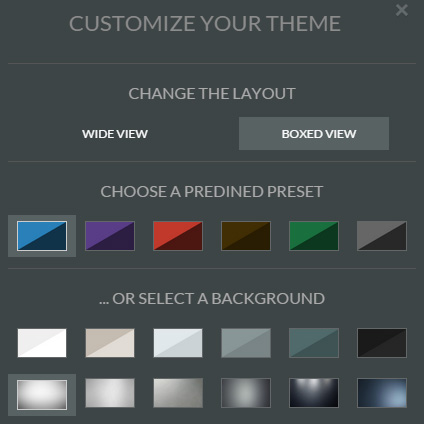 CUSTOMIZE YOUR THEME
CHANGE THE LAYOUT
WIDE VIEW
BOXED VIEW
CHOOSE A PREDINED PRESET
... OR SELECT A BACKGROUND